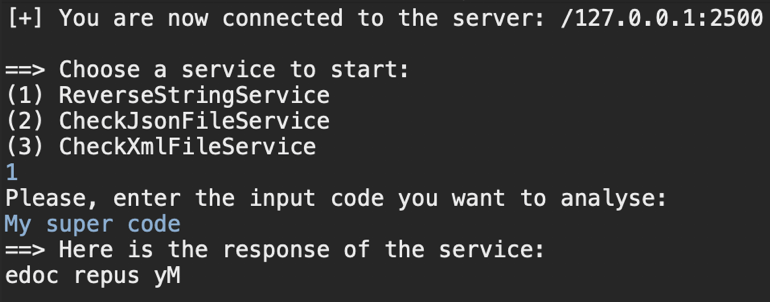 [+] You are now connected to the server: /127.0.0.1:2500
==> Choose a service to start:
(1) ReverseStringService
(2) CheckJsonFileService
(3) CheckXmlFileService
1
Please, enter the input code you want to analyse:
My super code
==> Here is the response of the service:
edoc repus yM